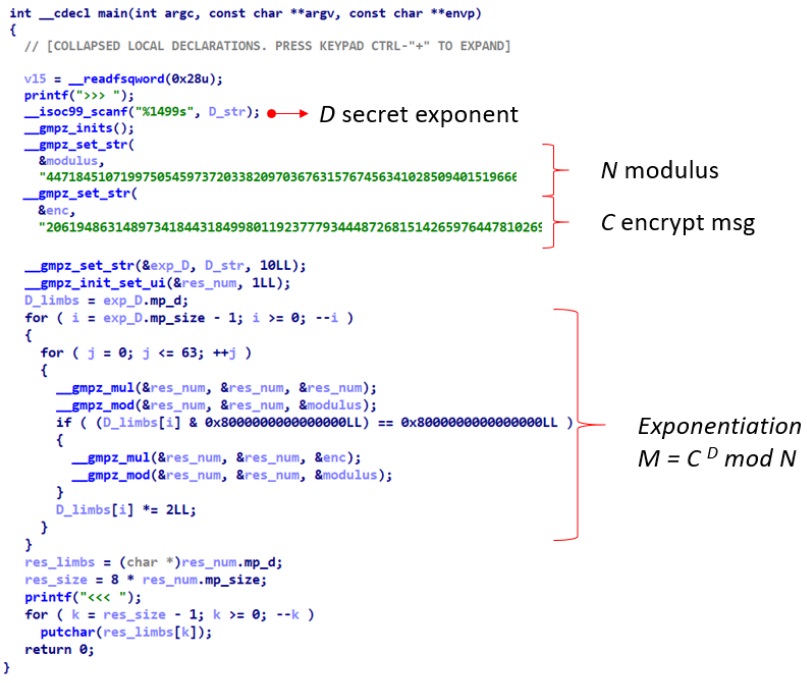 int __cdecl main(int argc, const char **argv, const char **envp)
{
// [COLLAPSED LOCAL DECLARATIONS. PRESS KEYPAD CTRL-"+" TO EXPAND]
v15 = __readfsqword(0x28u);
printf(">>> ");
__isoc99_scanf("%1499s", D_str);
D secret exponent
__gmpz_inits();
__gmpz_set_str(
&modulus,
"4471845107199750545973720338209703676315767456341028509401519666
N modulus
__gmpz_set_str(
&enc,
"20619486314897341844318499801192377793444872681514265976447810269
C encrypt msg
__gmpz_set_str(&exp_D, D_str, 10LL);
__gmpz_init_set_ui(&res_num, 1LL);
D_limbs = exp_D.mp_d;
for ( i = exp_D.mp_size - 1; i >= 0; --i )
{
for ( j = 0; j <= 63; ++j )
{
__gmpz_mul(&res_num, &res_num, &res_num);
__gmpz_mod(&res_num, &res_num, &modulus);
if ( (D_limbs[i] & 0x8000000000000000LL) == 0x8000000000000000LL )
{
__gmpz_mul(&res_num, &res_num, &enc);
__gmpz_mod(&res_num, &res_num, &modulus);
}
D_limbs[i] *= 2LL;
}
}
Exponentiation
M = C D mod N
res_limbs = (char *)res_num.mp_d;
res_size = 8 * res_num.mp_size;
printf("<<< ");
for ( k = res_size - 1; k >= 0; --k )
putchar(res_limbs[k]);
return 0;
}